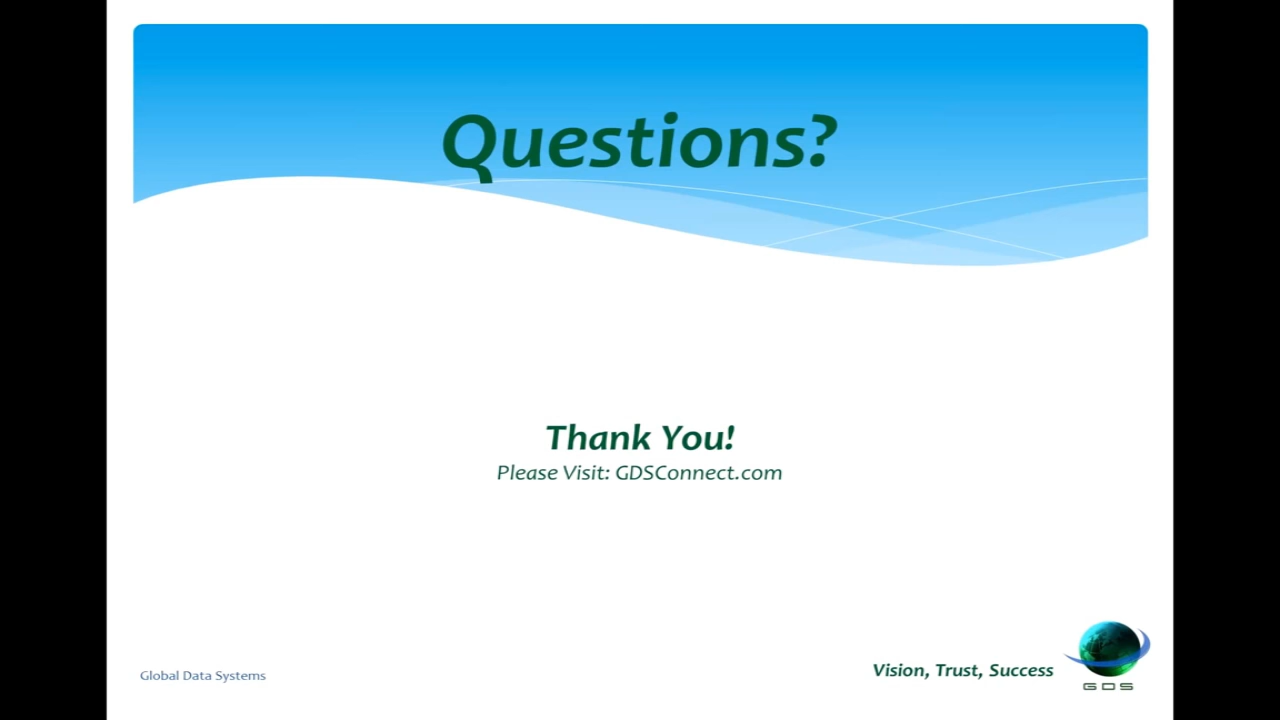 Questions?
Thank You!
Please Visit: GDSConnect.com
Global Data Systems
Vision, Trust, Success
GDS